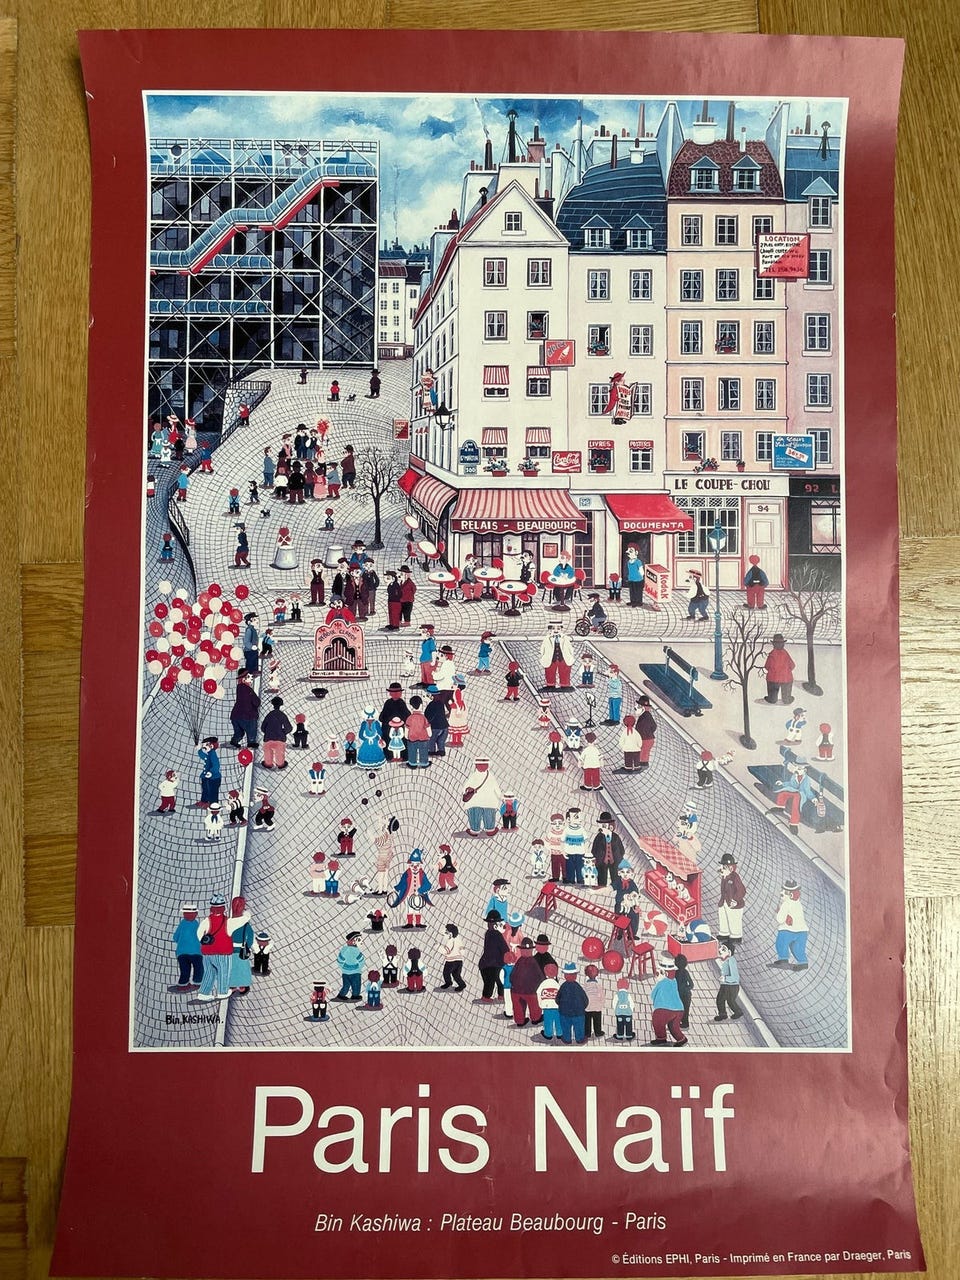 LOCATION
TEL
LIVRES
POSTERS
Coca-Cola
LE COUPE-CHOU
94
92
RELAIS - BEAUBOURG
DOCUMENTA
Kodak
Bin.KASHIWA.
Paris Naïf
Bin Kashiwa : Plateau Beaubourg - Paris
© Éditions EPHI, Paris - Imprimé en France par Draeger, Paris